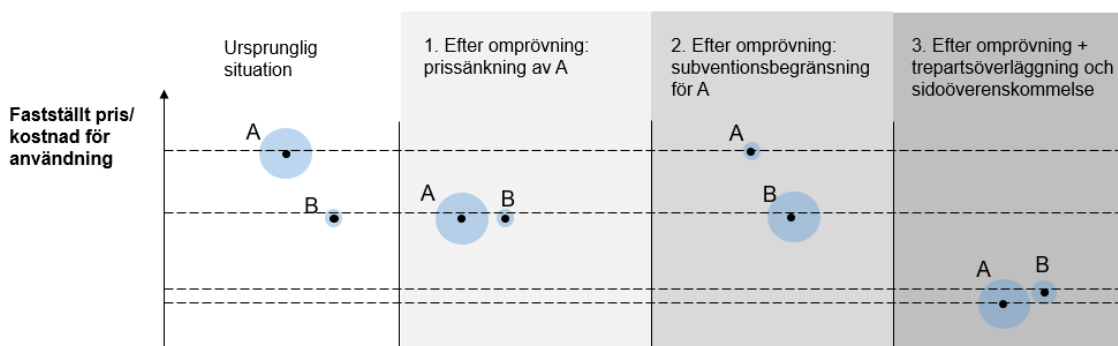 Ursprunglig
situation
1. Efter omprövning:
prissänkning av A
2. Efter omprövning:
subventionsbegränsning
för A
3. Efter omprövning +
trepartsöverläggning och
sidoöverenskommelse
Fastställt pris/
kostnad för
användning
A
B
A
B
A
B
A
B